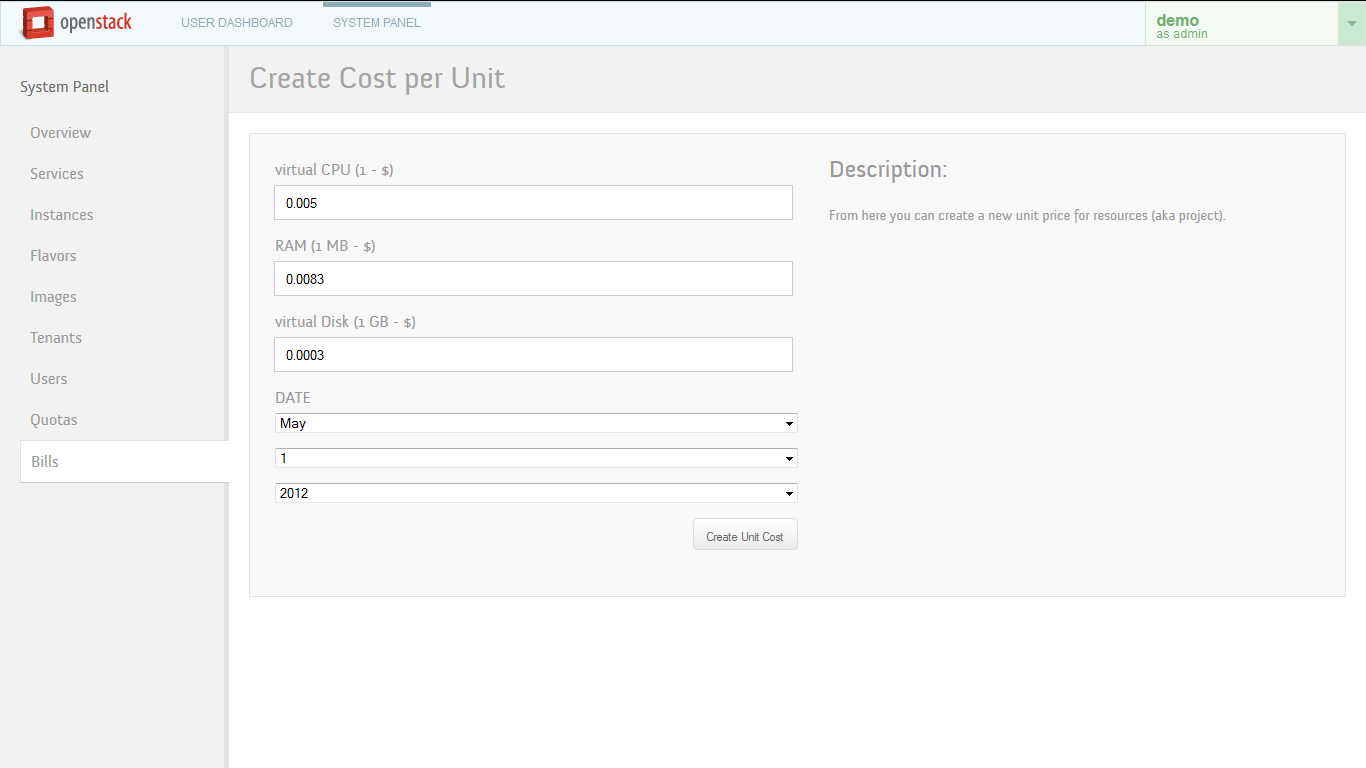 openstack
USER DASHBOARD
SYSTEM PANEL
demo
as admin
System Panel
Overview
Services
Instances
Flavors
Images
Tenants
Users
Quotas
Bills
Create Cost per Unit
virtual CPU (1 - $)
0.005
RAM (1 MB - $)
0.0083
virtual Disk (1 GB - $)
0.0003
DATE
May
1
2012
Create Unit Cost
Description:
From here you can create a new unit price for resources (aka project).